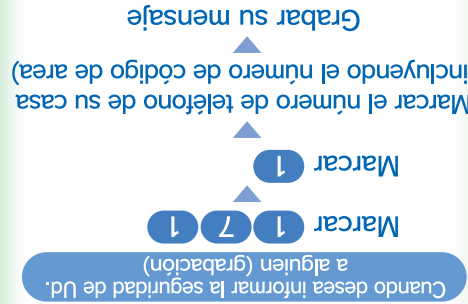 Cuando desea informar la seguridad de Ud.
a alguien (grabación)
Marcar 1 7 1
Marcar 1
Marcar el número de teléfono de su casa
incluyendo el número de código de area)
Grabar su mensaje